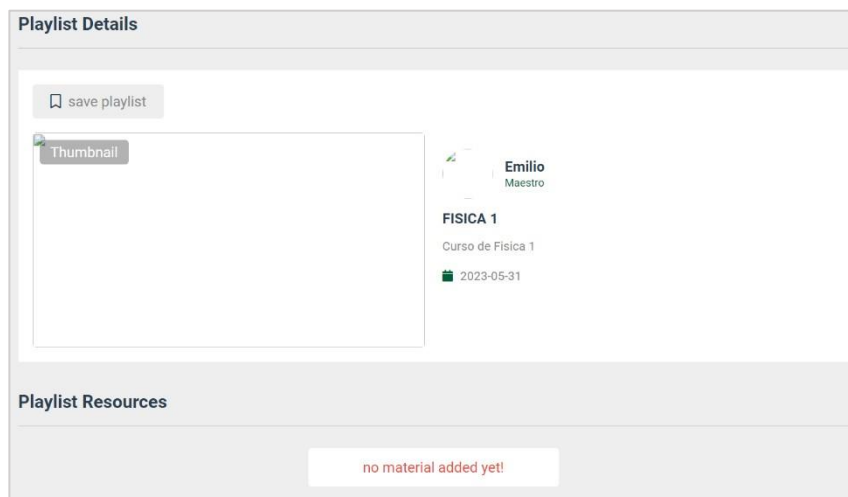 Playlist Details
save playlist
Thumbnail
Emilio
Maestro
FISICA 1
Curso de Fisica 1
2023-05-31
Playlist Resources
no material added yet!